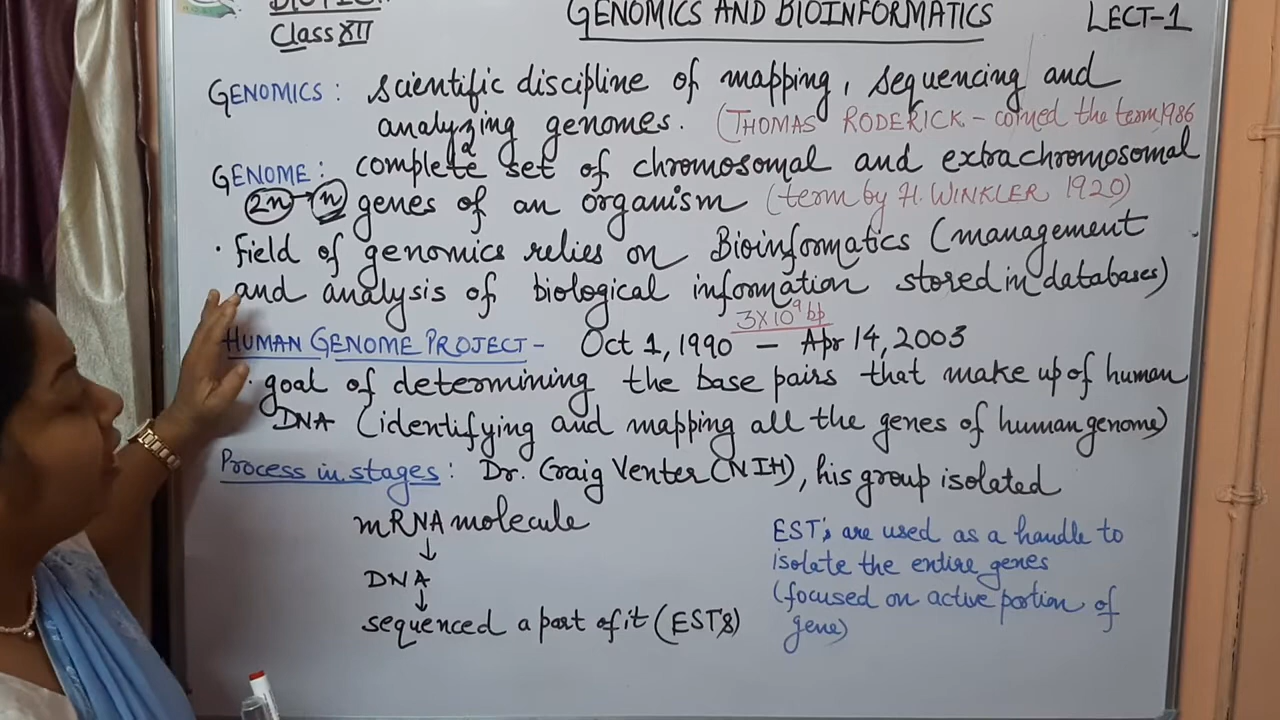 GENOMICS AND BIOINFORMATICS
LECT-1
Class XII
GENOMICS: scientific discipline of mapping, sequencing and
analyzing genomes. (THOMAS RODERICK - coined the term 1986
GENOME: complete set of chromosomal and extrachromosomal
2n → n genes of an organism (term by H. WINKLER 1920)
· Field of genomics relies on Bioinformatics (management
and analysis of biological information stored in databases)
3X10⁹ bp
HUMAN GENOME PROJECT - Oct 1, 1990 — Apr 14, 2003
· goal of determining the base pairs that make up of human
DNA (identifying and mapping all the genes of human genome)
Process in stages: Dr. Craig Venter (NIH), his group isolated
mRNA molecule
↓
DNA
↓
sequenced a part of it (EST's)
EST's are used as a handle to
isolate the entire genes
(focused on active portion of
gene)